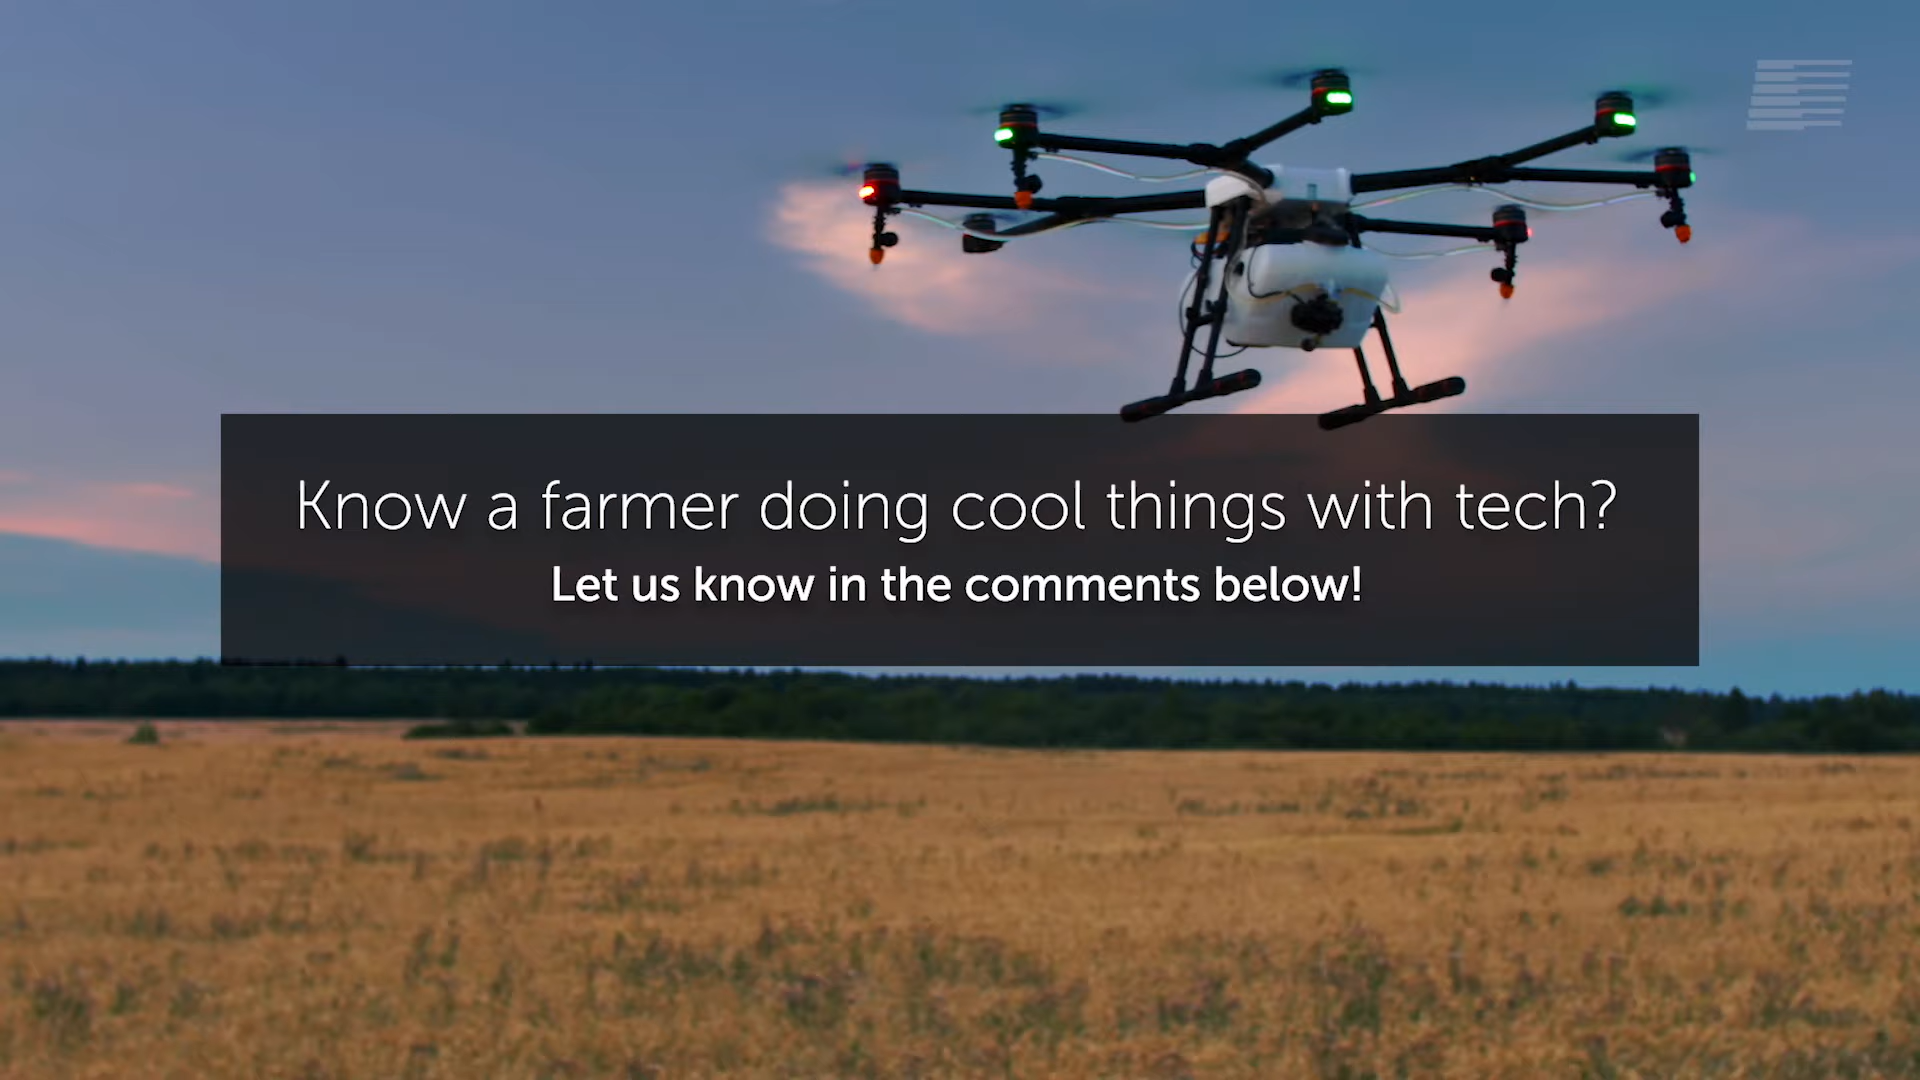 Know a farmer doing cool things with tech?
Let us know in the comments below!